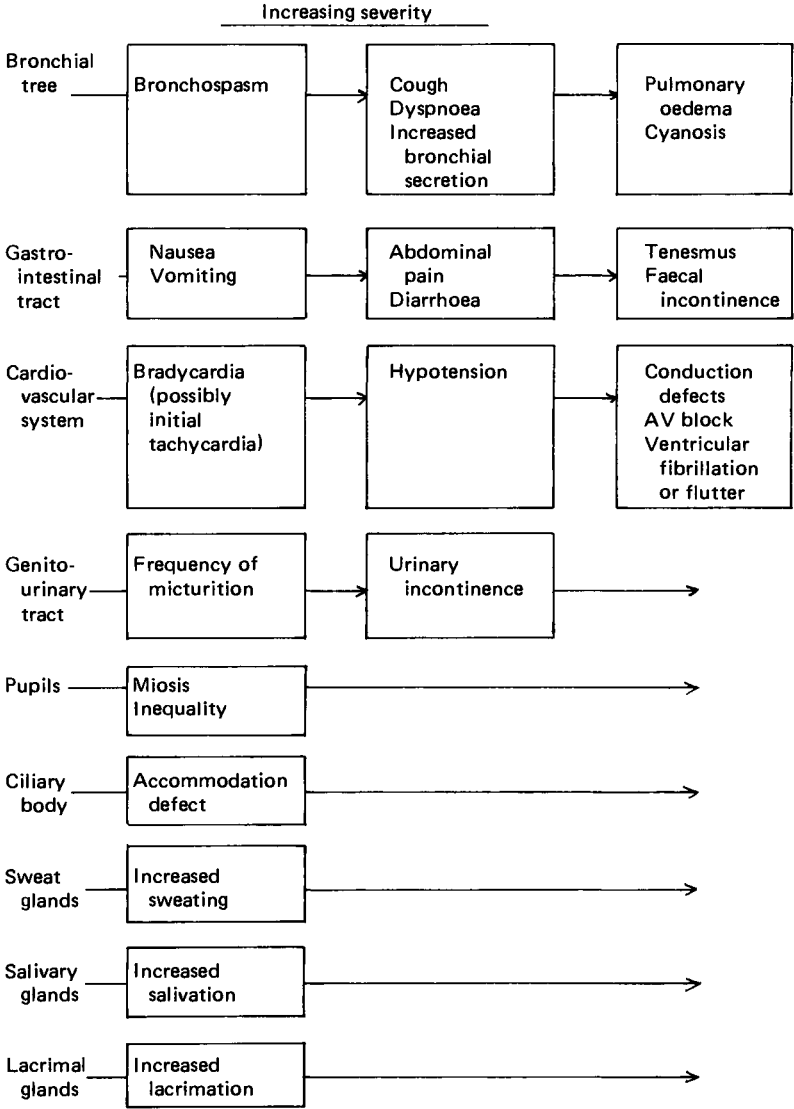 Increasing severity
Bronchial
tree
Bronchospasm
Cough
Dyspnoea
Increased
bronchial
secretion
Pulmonary
oedema
Cyanosis
Gastro-
intestinal
tract
Nausea
Vomiting
Abdominal
pain
Diarrhoea
Tenesmus
Faecal
incontinence
Cardio-
vascular
system
Bradycardia
(possibly
initial
tachycardia)
Hypotension
Conduction
defects
AV block
Ventricular
fibrillation
or flutter
Genito-
urinary
tract
Frequency of
micturition
Urinary
incontinence
Pupils
Miosis
Inequality
Ciliary
body
Accommodation
defect
Sweat
glands
Increased
sweating
Salivary
glands
Increased
salivation
Lacrimal
glands
Increased
lacrimation